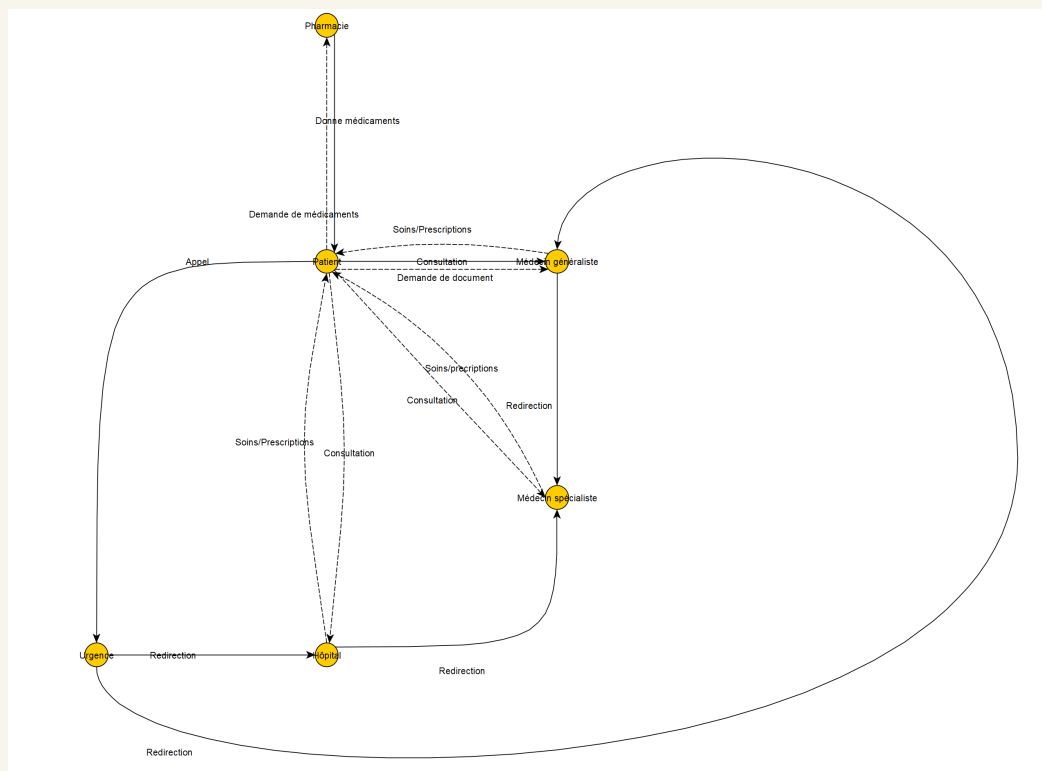 Pharmacie
Donne médicaments
Demande de médicaments
Soins/Prescriptions
Appel
Patient
Consultation
Médecin généraliste
Demande de document
Soins/precriptions
Consultation
Redirection
Soins/Prescriptions
Consultation
Médecin spécialiste
Urgence
Redirection
Hôpital
Redirection
Redirection